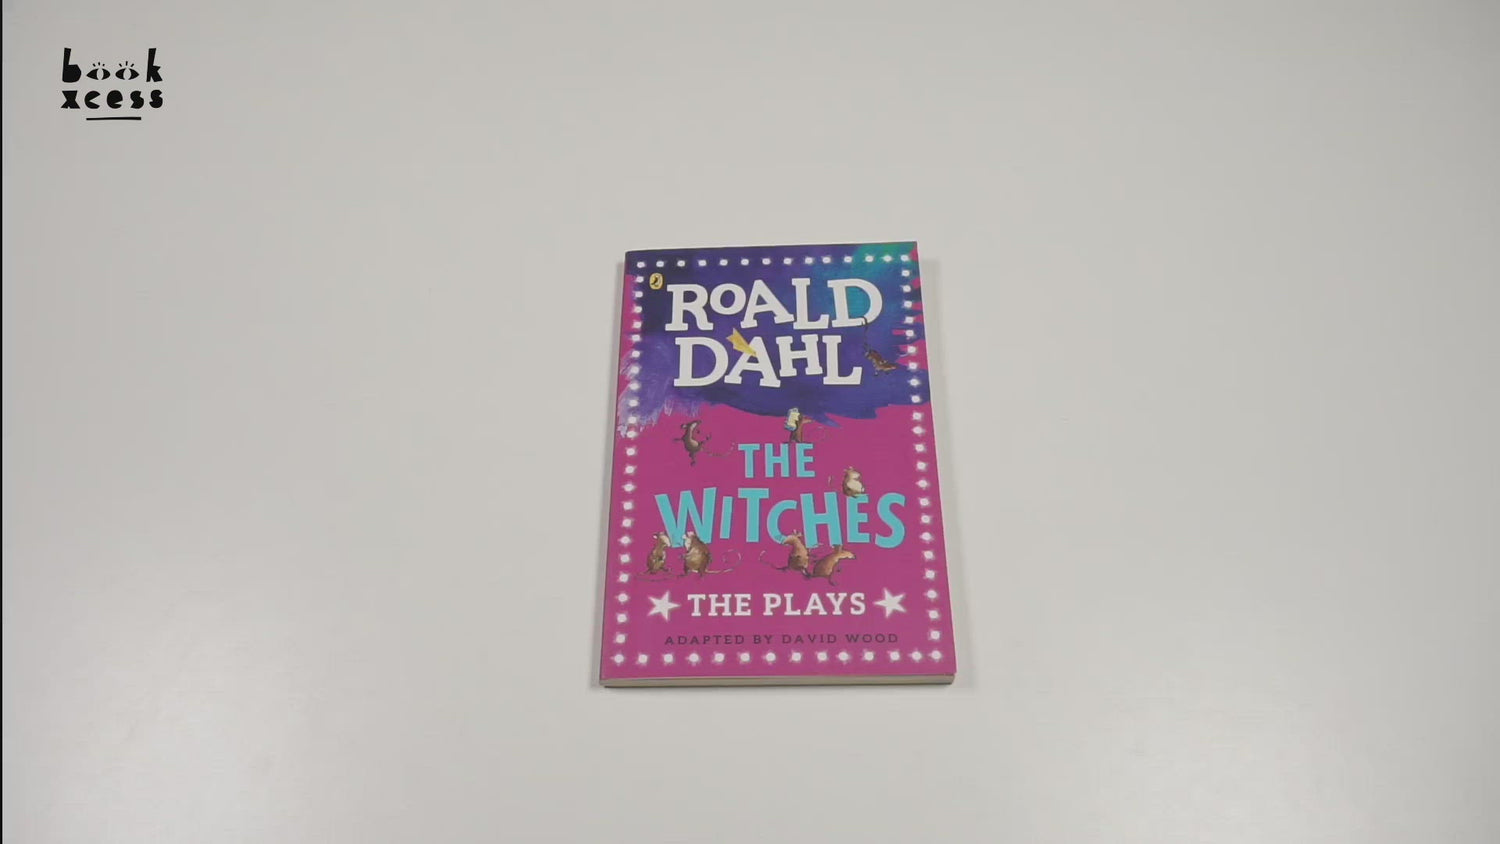 book
xcess
ROALD
DAHL
THE
WITCHES
THE PLAYS
ADAPTED BY DAVID WOOD